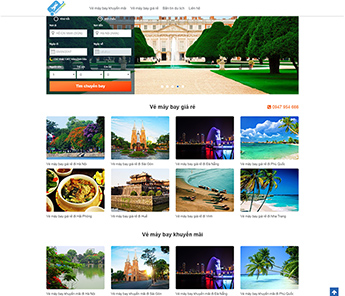 Vé máy bay khuyến mãi Vé máy bay giá rẻ Bản tin du lịch Liên hệ
Tìm chuyến bay
Vé máy bay giá rẻ
0967 954 666
Vé máy bay giá rẻ đi Hà Nội
Vé máy bay giá rẻ đi Sài Gòn
Vé máy bay giá rẻ đi Đà Nẵng
Vé máy bay giá rẻ đi Phú Quốc
Vé máy bay giá rẻ đi Hải Phòng
Vé máy bay giá rẻ đi Huế
Vé máy bay giá rẻ đi Vinh
Vé máy bay giá rẻ đi Nha Trang
Vé máy bay khuyến mãi
Vé máy bay khuyến mãi đi Hà Nội
Vé máy bay khuyến mãi đi Sài Gòn
Vé máy bay khuyến mãi đi Đà Nẵng
Vé máy bay khuyến mãi đi Phú Quốc